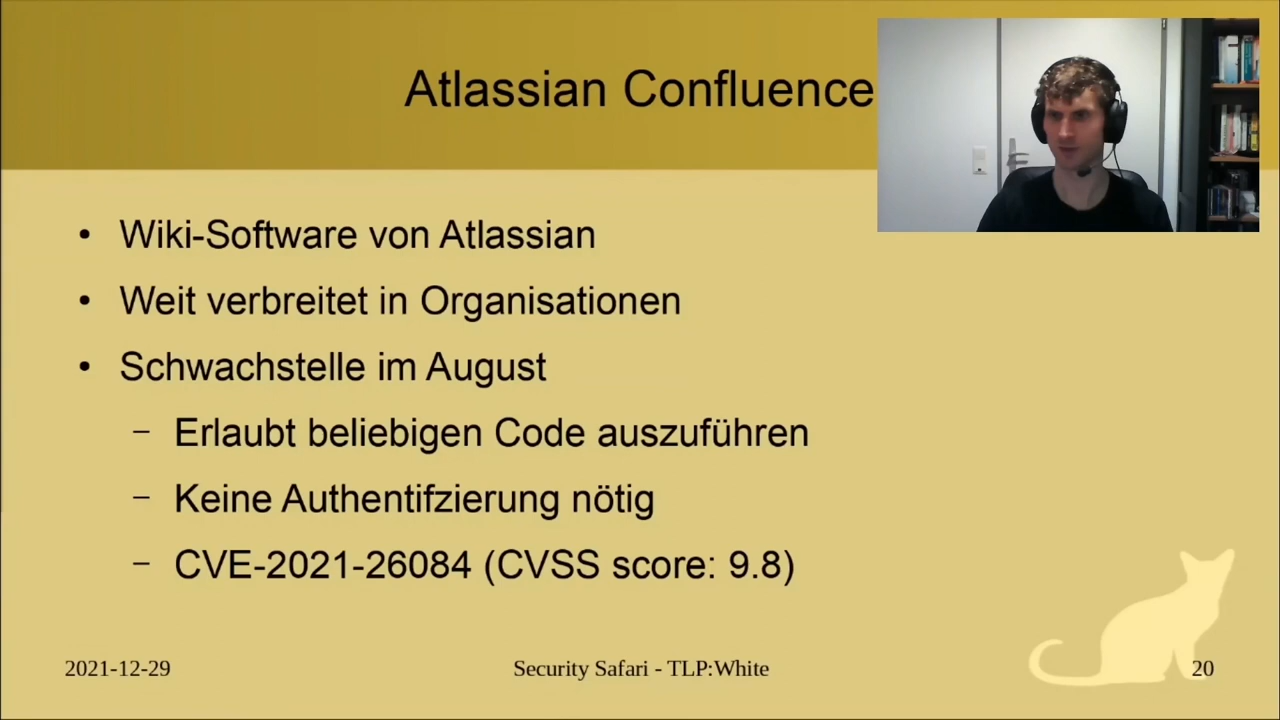 Atlassian Confluence
• Wiki-Software von Atlassian
• Weit verbreitet in Organisationen
• Schwachstelle im August
– Erlaubt beliebigen Code auszuführen
– Keine Authentifzierung nötig
– CVE-2021-26084 (CVSS score: 9.8)
2021-12-29
Security Safari - TLP:White
20